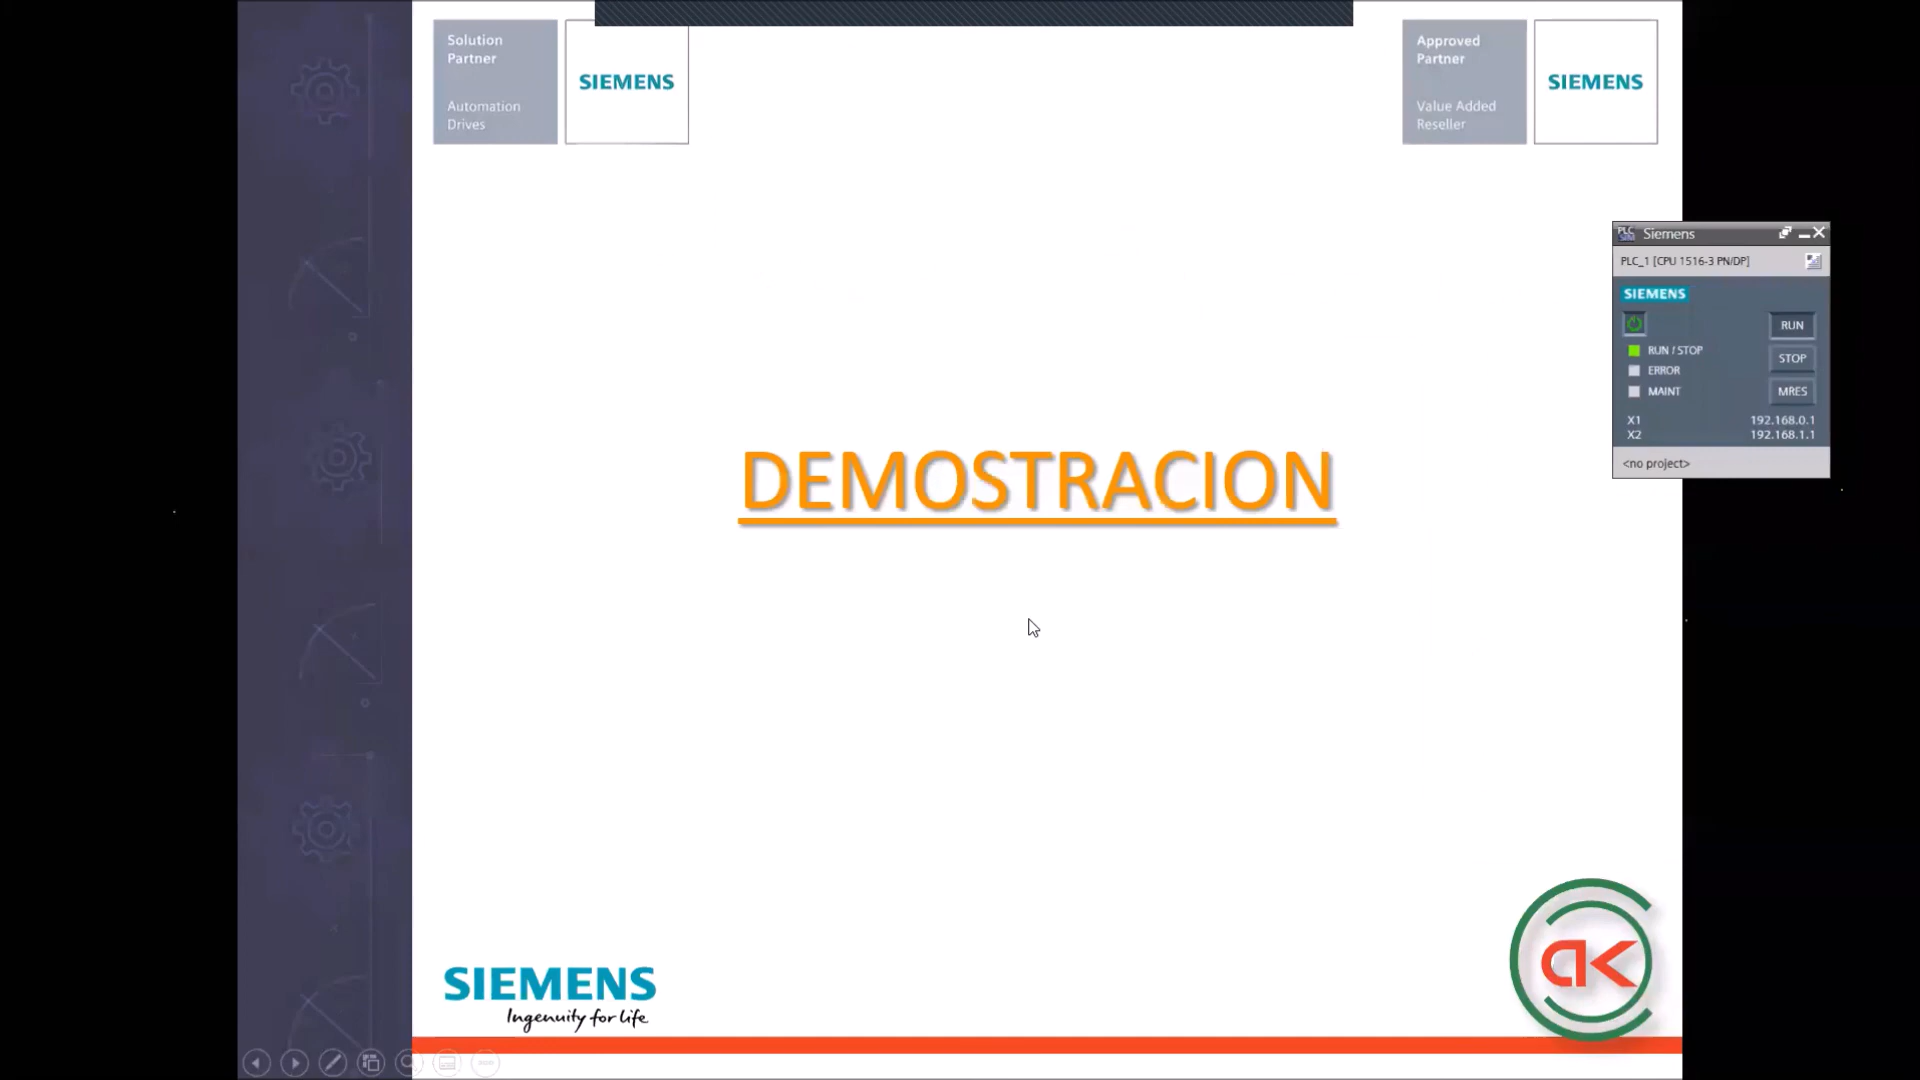 Solution
Partner
Automation
Drives
SIEMENS
Approved
Partner
Value Added
Reseller
SIEMENS
Siemens
PLC_1 [CPU 1516-3 PN/DP]
SIEMENS
RUN
RUN / STOP
STOP
ERROR
MAINT
MRES
X1 192.168.0.1
X2 192.168.1.1
<no project>
DEMOSTRACION
SIEMENS
Ingenuity for life